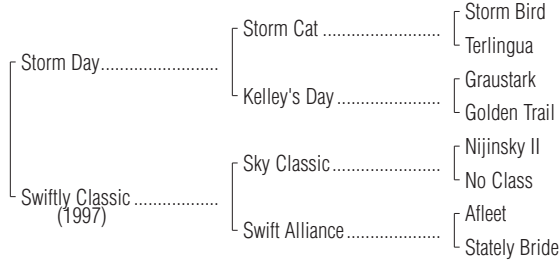 Storm Bird
Storm Cat ........................
Terlingua
Storm Day........................
Graustark
Kelley's Day .....................
Golden Trail
Nijinsky II
Sky Classic ......................
No Class
Swiftly Classic .................
(1997)
Afleet
Swift Alliance ...................
Stately Bride